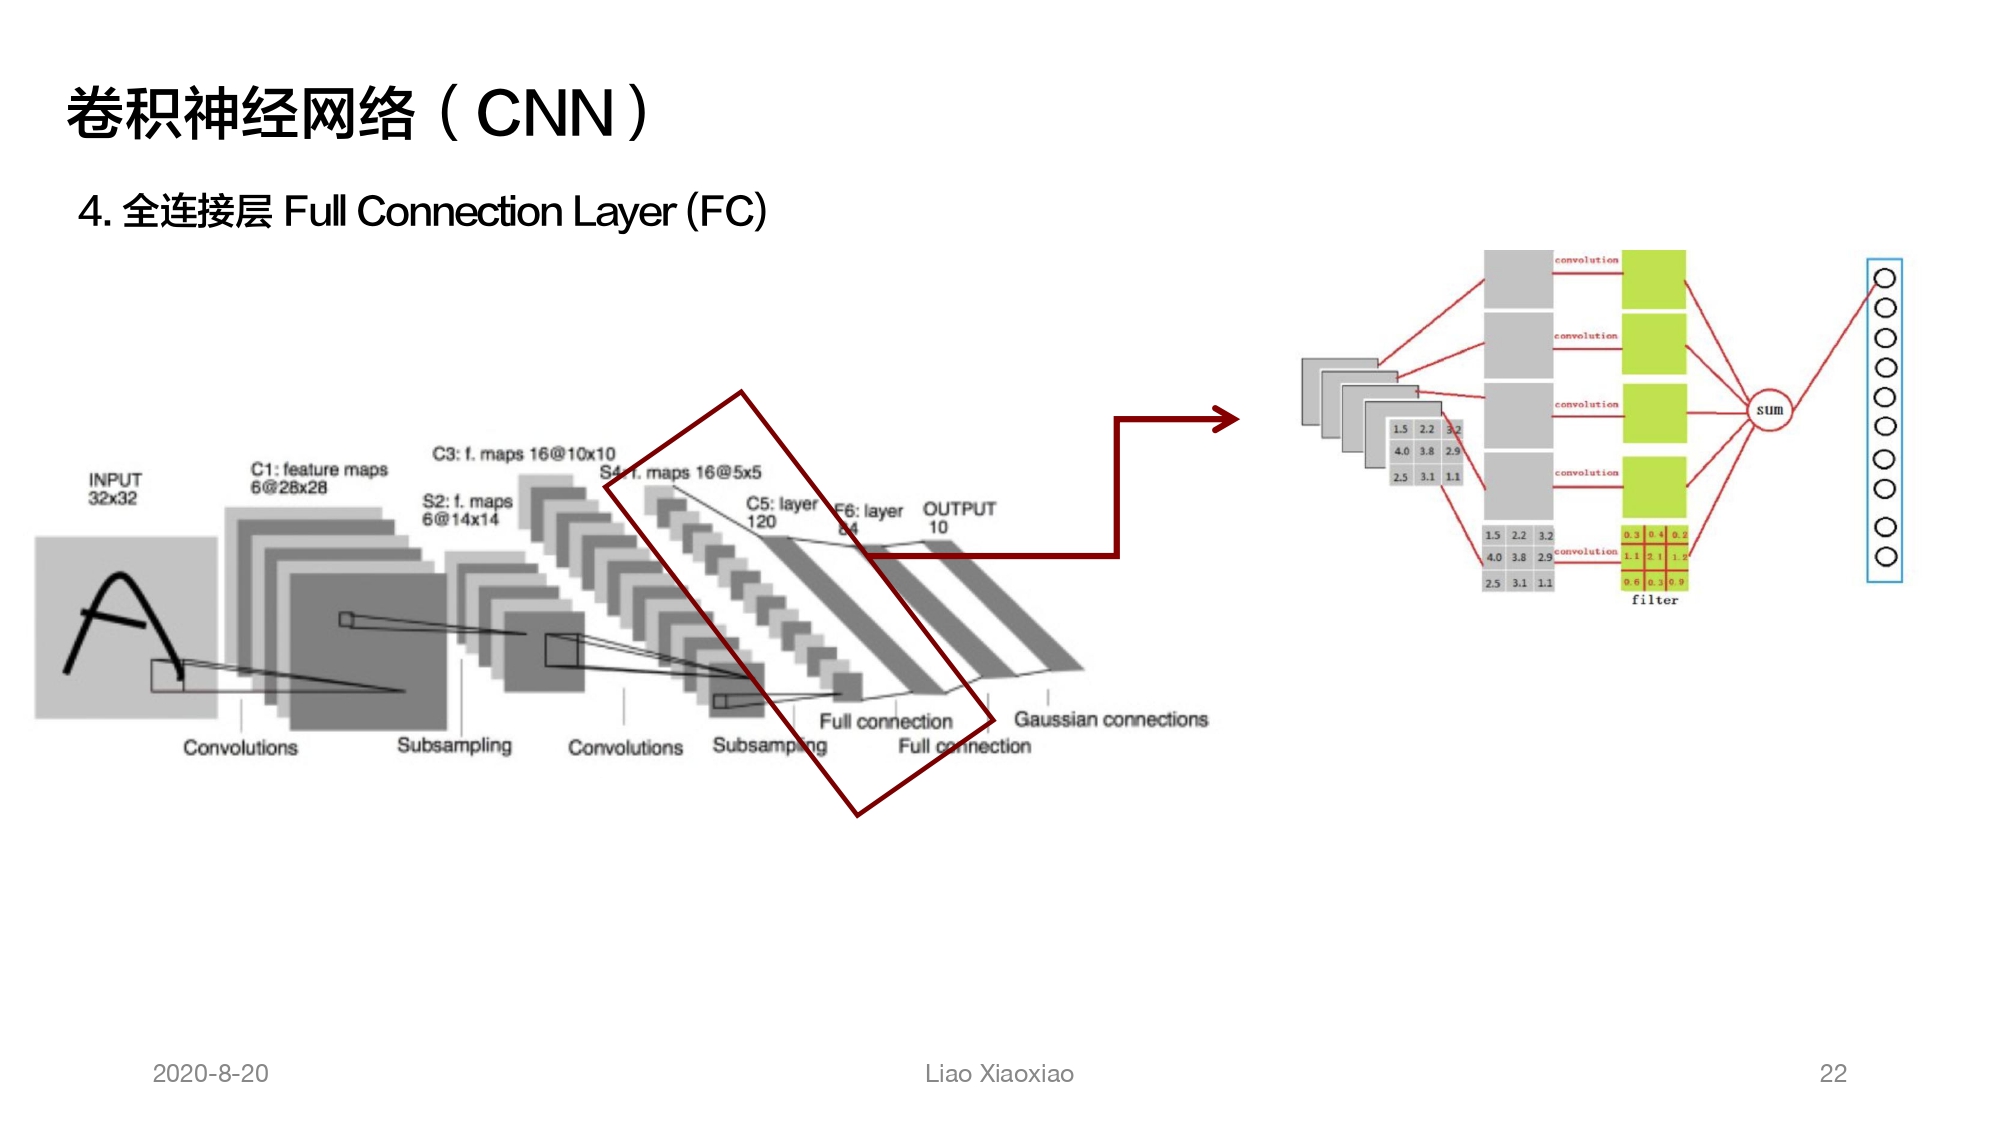 卷积神经网络（CNN）
4. 全连接层 Full Connection Layer (FC)
INPUT
32x32
C1: feature maps
6@28x28
S2: f. maps
6@14x14
C3: f. maps 16@10x10
S4: f. maps 16@5x5
C5: layer
120
F6: layer
84
OUTPUT
10
Convolutions
Subsampling
Convolutions
Subsampling
Full connection
Full connection
Gaussian connections
1.5 2.2 3.2
4.0 3.8 2.9
2.5 3.1 1.1
convolution
convolution
convolution
convolution
convolution
1.5 2.2 3.2
4.0 3.8 2.9
2.5 3.1 1.1
0.3 0.4 0.2
1.1 2.1 1.2
0.6 0.3 0.9
filter
sum
2020-8-20
Liao Xiaoxiao
22